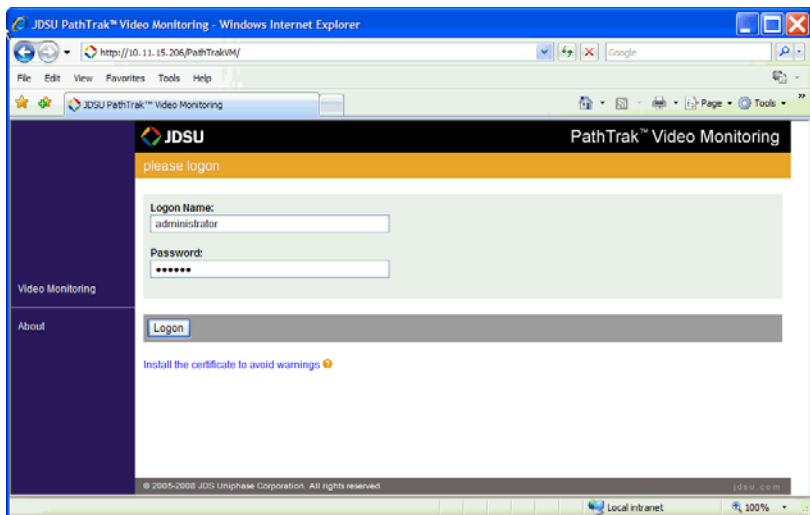 JDSU PathTrak™ Video Monitoring - Windows Internet Explorer
http://10.11.15.206/PathTrakVM/
Google
File Edit View Favorites Tools Help
JDSU PathTrak™ Video Monitoring
Page Tools
JDSU PathTrak™ Video Monitoring
please logon
Logon Name:
administrator
Password:
••••••
Video Monitoring
About
Logon
Install the certificate to avoid warnings
© 2005-2008 JDS Uniphase Corporation. All rights reserved.
jdsu.com
Local intranet
100%